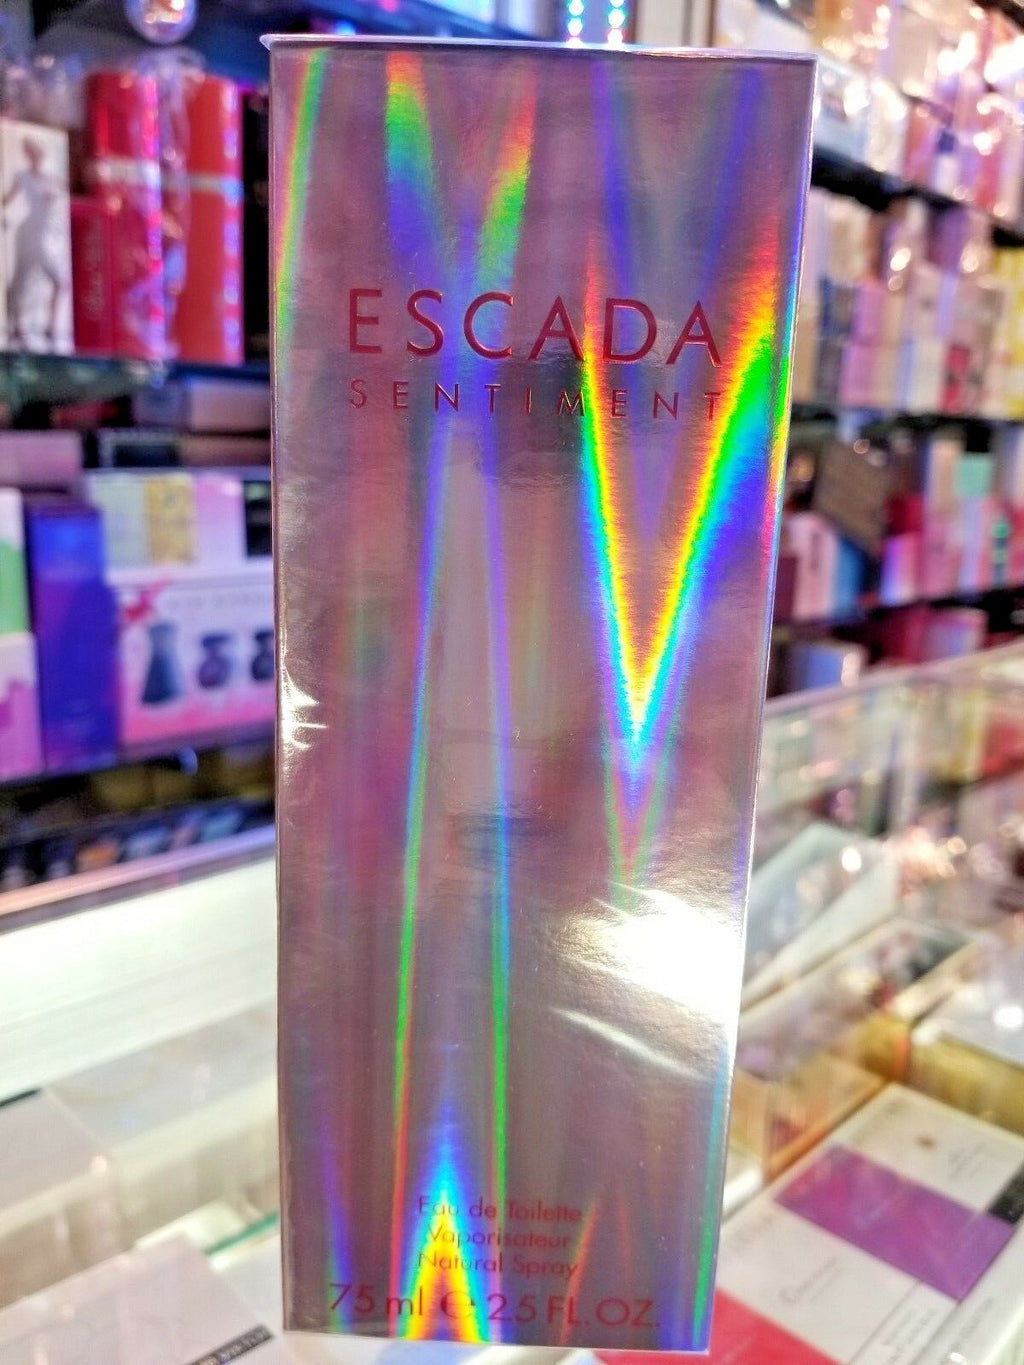 ESCADA
SENTIMENT
Eau de Toilette
Vaporisateur
Natural Spray
75 ml e 2.5 FL. OZ.